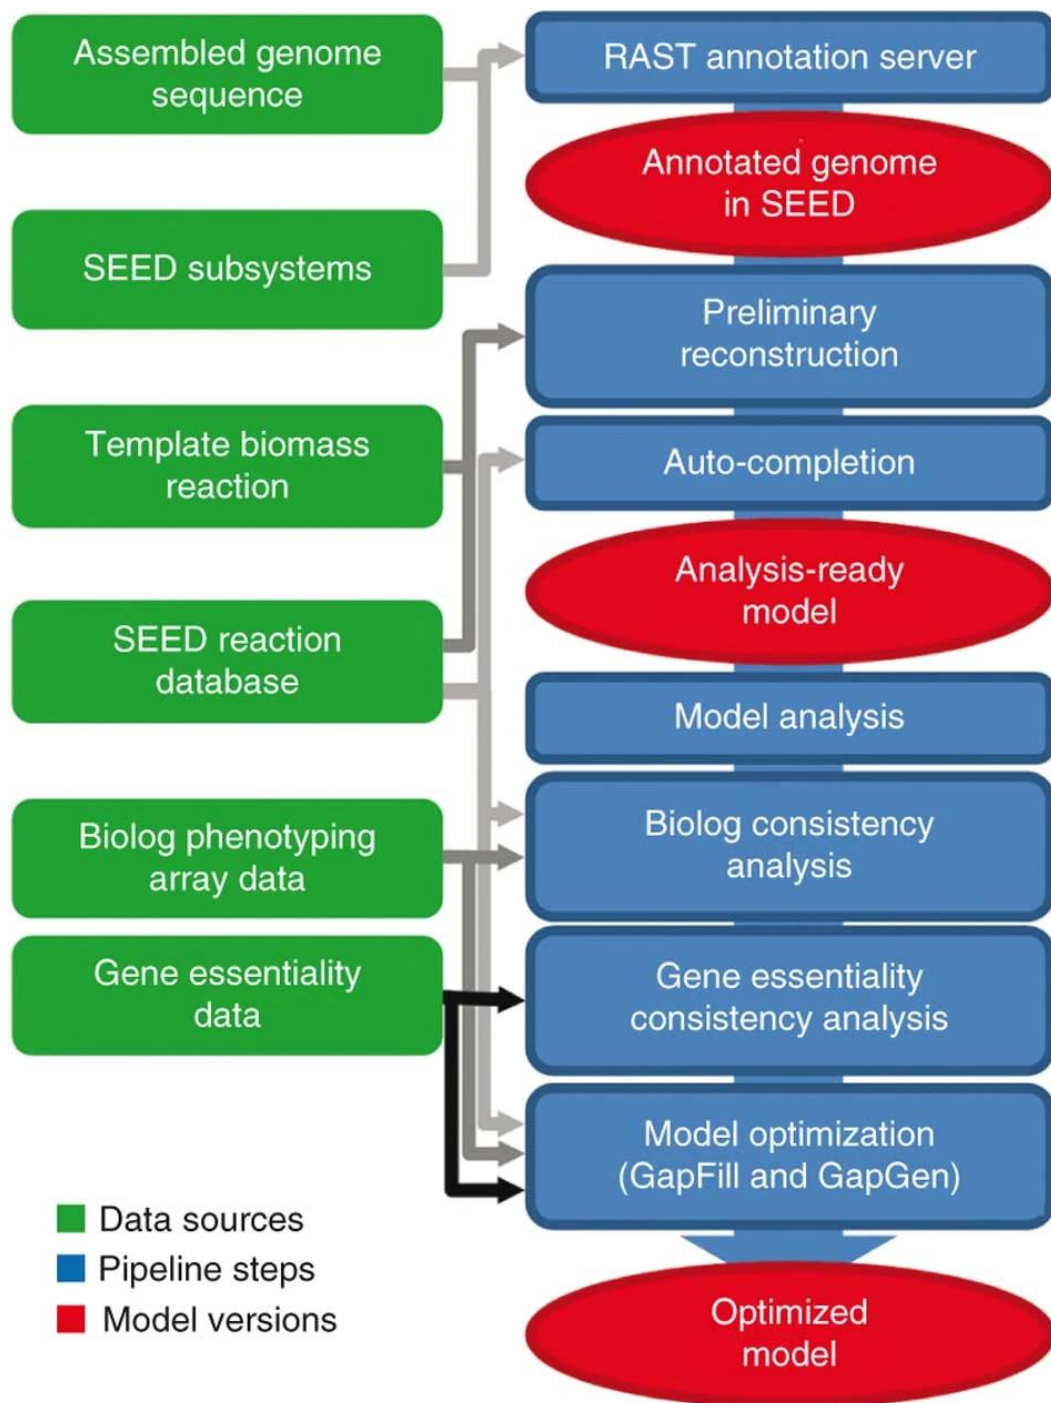 Assembled genome
sequence
SEED subsystems
Template biomass
reaction
SEED reaction
database
Biolog phenotyping
array data
Gene essentiality
data
RAST annotation server
Annotated genome
in SEED
Preliminary
reconstruction
Auto-completion
Analysis-ready
model
Model analysis
Biolog consistency
analysis
Gene essentiality
consistency analysis
Model optimization
(GapFill and GapGen)
Optimized
model
Data sources
Pipeline steps
Model versions